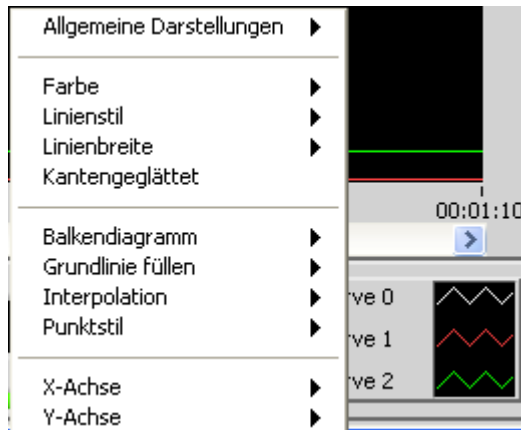 Allgemeine Darstellungen
Farbe
Linienstil
Linienbreite
Kantengeglättet
00:01:10
Balkendiagramm
Grundlinie füllen
Interpolation
rve 0
Punktstil
rve 1
X-Achse
rve 2
Y-Achse